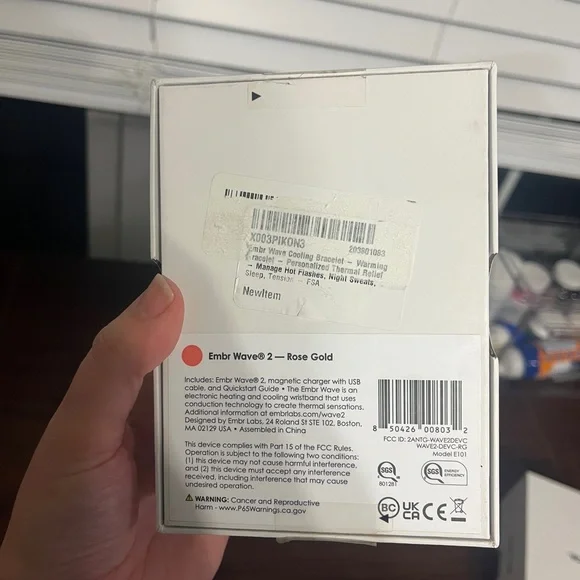 X003PIKON3
Embr Wave Cooling Bracelet – Warming
Bracelet – Personalized Thermal Relief
– Manage Hot Flashes, Night Sweats,
Sleep, – FSA
NewItem
Embr Wave® 2 — Rose Gold
Includes: Embr Wave® 2, magnetic charger with USB
cable, and Quickstart Guide • The Embr Wave is an
electronic heating and cooling wristband that uses
conduction technology to create thermal sensations.
Additional information at embrlabs.com/wave2
Designed by Embr Labs, 24 Roland St STE 102, Boston,
MA 02129 USA • Assembled in China
This device complies with Part 15 of the FCC Rules.
Operation is subject to the following two conditions:
(1) this device may not cause harmful interference,
and (2) this device must accept any interference
received, including interference that may cause
undesired operation.
WARNING: Cancer and Reproductive
Harm - www.P65Warnings.ca.gov
8 50426 00803 2
FCC ID: 2ANTG-WAVE2DEVC
WAVE2-DEVC-RG
Model E101
SGS
801287
SGS ENERGY EFFICIENCY
BC UK CA CE